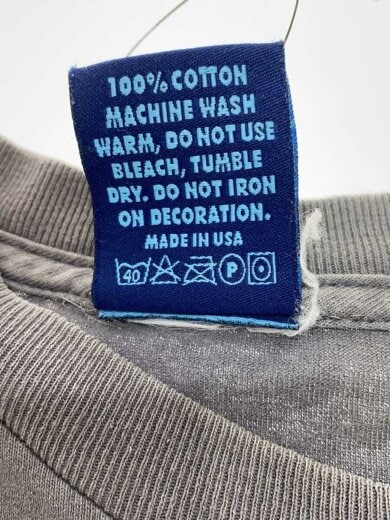 100% COTTON
MACHINE WASH
WARM, DO NOT USE
BLEACH, TUMBLE
DRY. DO NOT IRON
ON DECORATION.
MADE IN USA
40 P